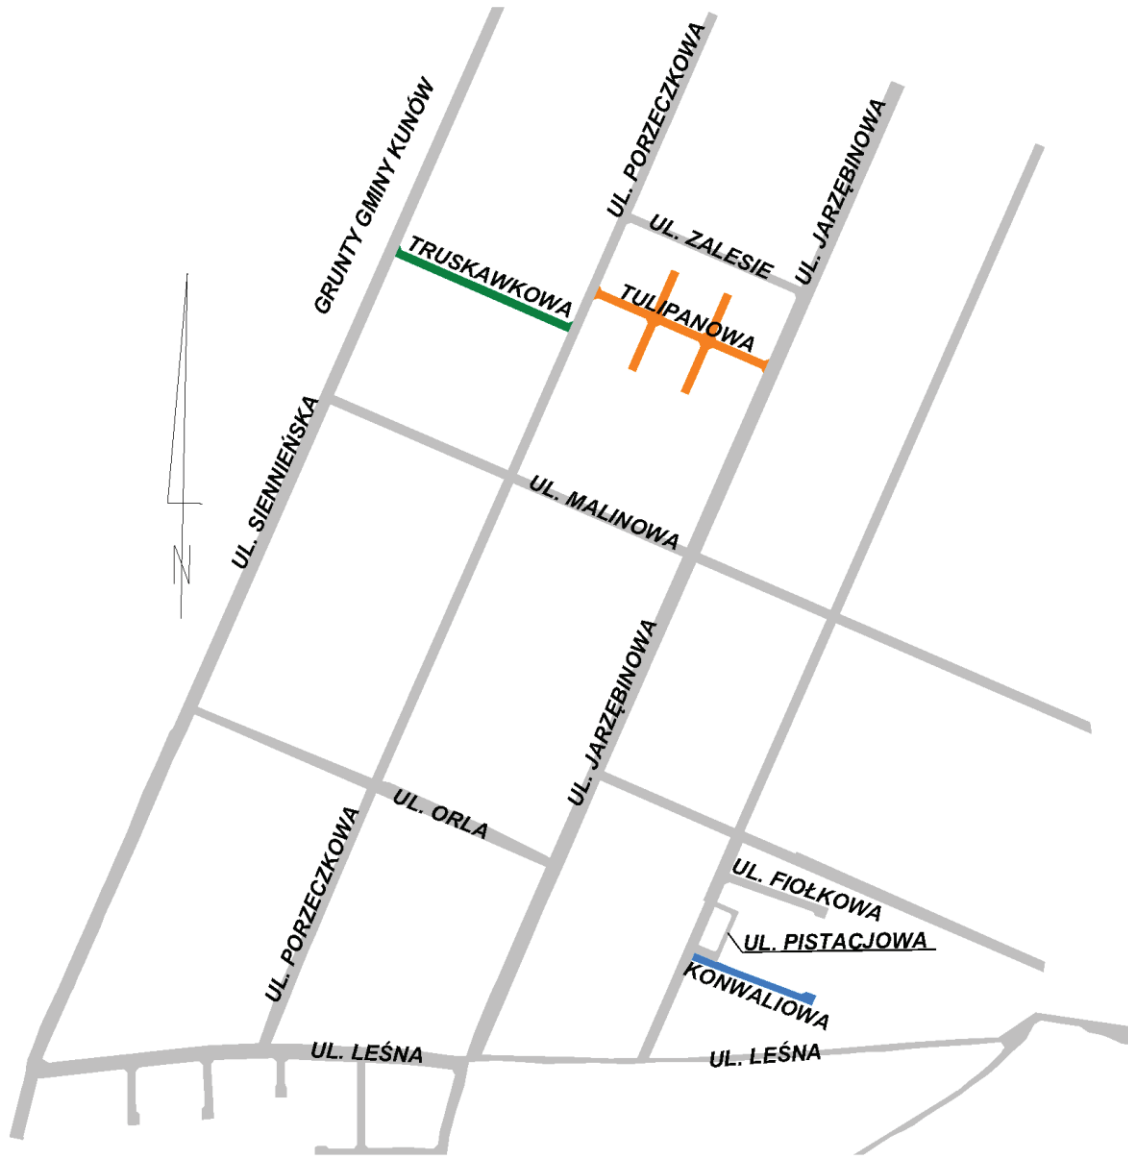 UL. PORZECZKOWA
GRUNTY GMINY KUNÓW
UL. JARZĘBINOWA
UL. ZALESIE
TRUSKAWKOWA
TULIPANOWA
UL. SIENNIEŃSKA
UL. MALINOWA
N
UL. JARZĘBINOWA
UL. ORLA
UL. PORZECZKOWA
UL. FIOŁKOWA
UL. PISTACJOWA
KONWALIOWA
UL. LEŚNA
UL. LEŚNA